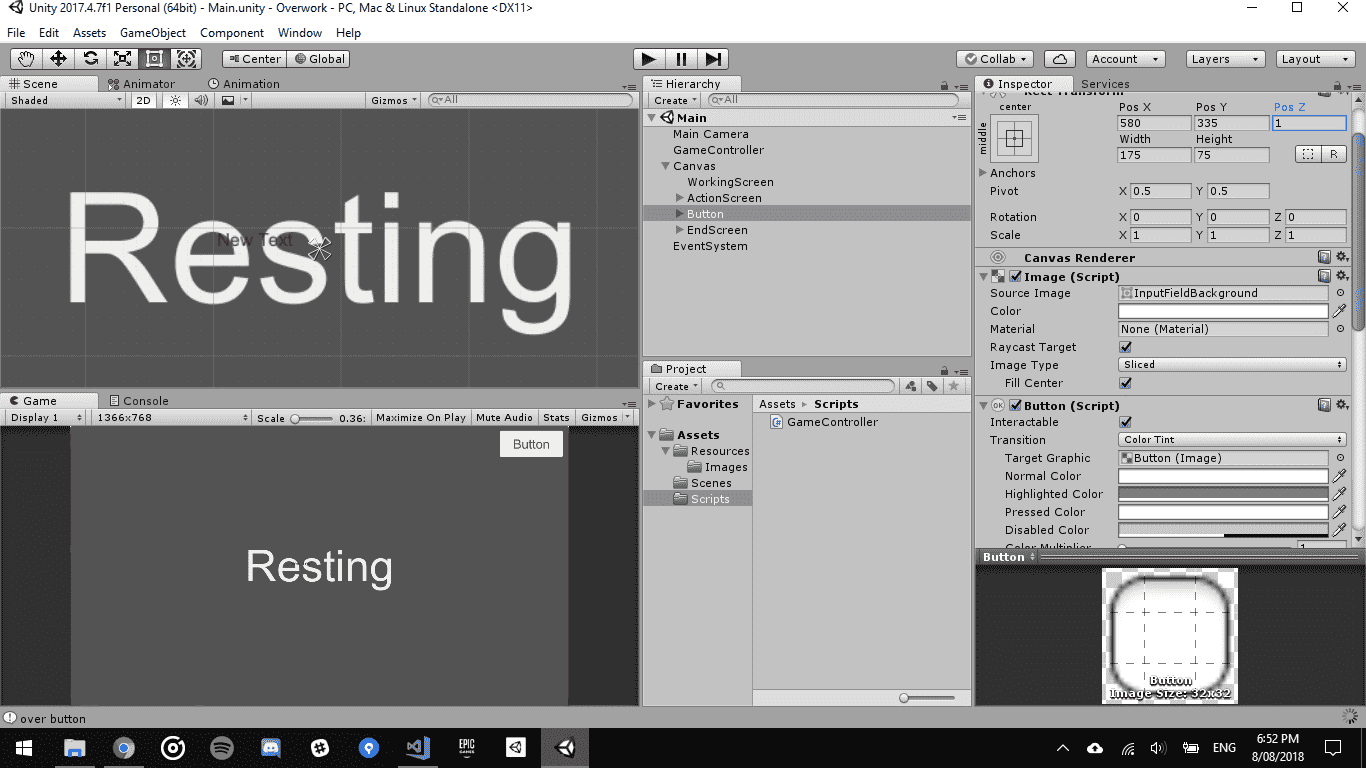 Unity 2017.4.7f1 Personal (64bit) - Main.unity - Overwork - PC, Mac & Linux Standalone <DX11>
File Edit Assets GameObject Component Window Help
Center Global Collab Account Layers Layout
Scene Animator Animation
Shaded 2D Gizmos All
New Text
Resting
Game Console
Display 1 1366x768 Scale 0.36: Maximize On Play Mute Audio Stats Gizmos
Button
Resting
Hierarchy
Create All
Main
Main Camera
GameController
Canvas
WorkingScreen
ActionScreen
Button
EndScreen
EventSystem
Project
Create
Favorites
Assets
Resources
Images
Scenes
Scripts
Assets ▸ Scripts
GameController
Inspector Services
Rect Transform
center Pos X Pos Y Pos Z
middle 580 335 1
Width Height
175 75 R
Anchors
Pivot X 0.5 Y 0.5
Rotation X 0 Y 0 Z 0
Scale X 1 Y 1 Z 1
Canvas Renderer
Image (Script)
Source Image InputFieldBackground
Color
Material None (Material)
Raycast Target
Image Type Sliced
Fill Center
OK Button (Script)
Interactable
Transition Color Tint
Target Graphic Button (Image)
Normal Color
Highlighted Color
Pressed Color
Disabled Color
Color Multiplier 1
Button
Button
Image Size: 32x32
over button
EPIC GAMES
ENG 6:52 PM
8/08/2018